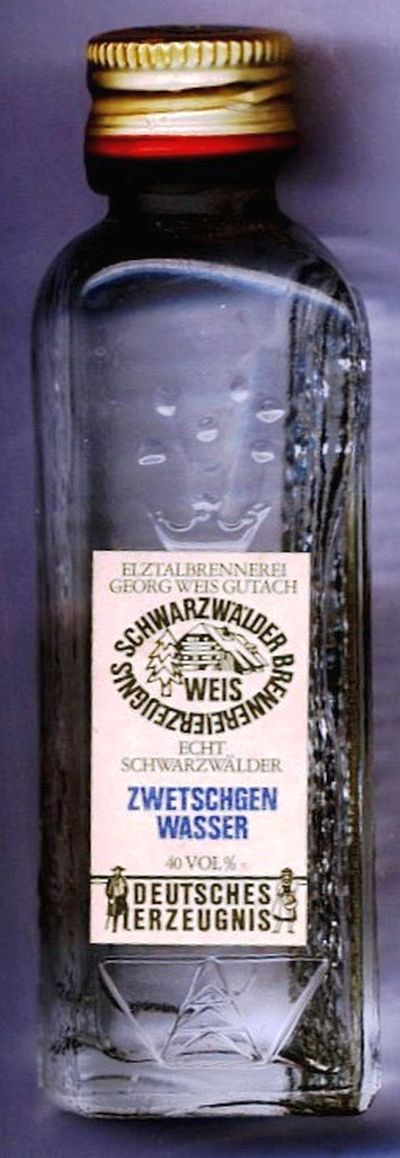 ELZTALBRENNEREI
GEORG WEIS GUTACH
SCHWARZWÄLDER BRENNEREIERZEUGNIS
WEIS
ECHT
SCHWARZWÄLDER
ZWETSCHGEN
WASSER
40 VOL %
DEUTSCHES
ERZEUGNIS